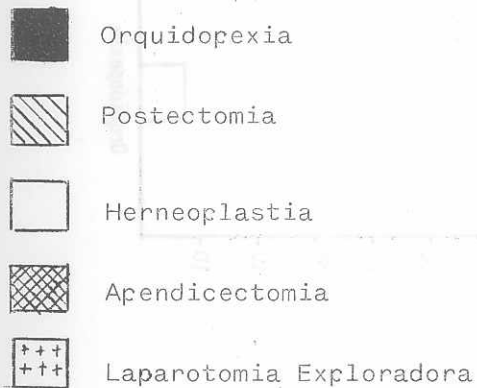 Orquidopexia
Postectomia
Herneoplastia
Apendicectomia
Laparotomia Exploradora